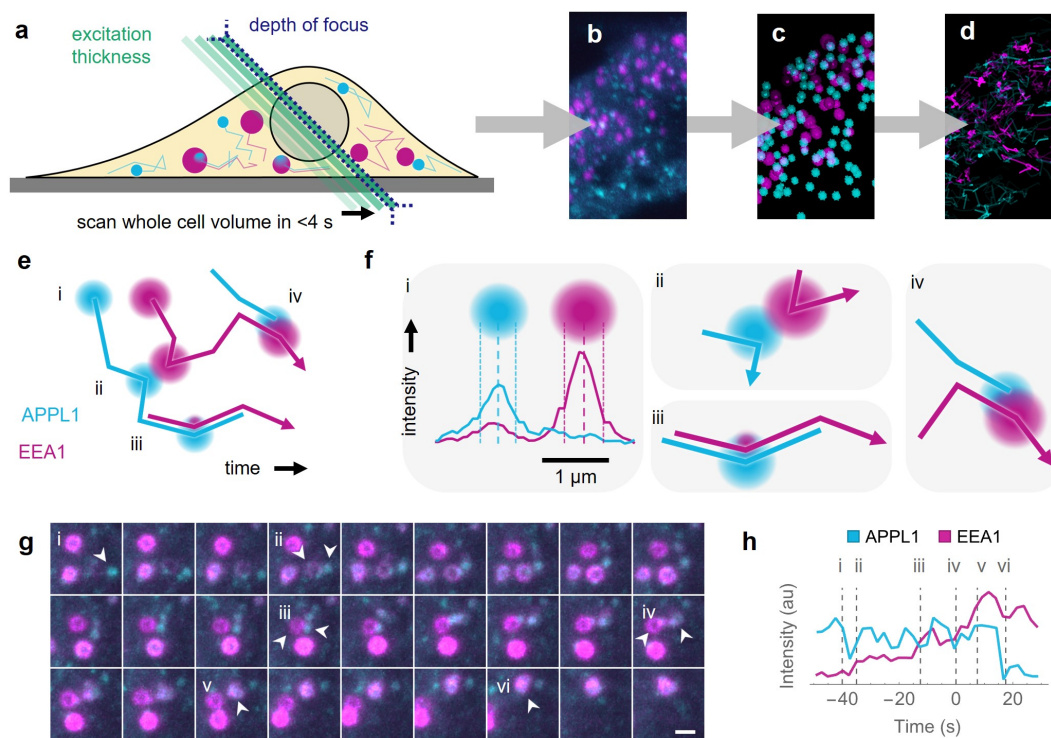 a
excitation
thickness
depth of focus
scan whole cell volume in <4 s
b
c
d
e
i
ii
iii
iv
APPL1
EEA1
time
f
i
intensity
1 µm
ii
iii
iv
g
i
ii
iii
iv
v
vi
h
APPL1 EEA1
i ii iii iv v vi
Intensity (au)
−40 −20 0 20
Time (s)